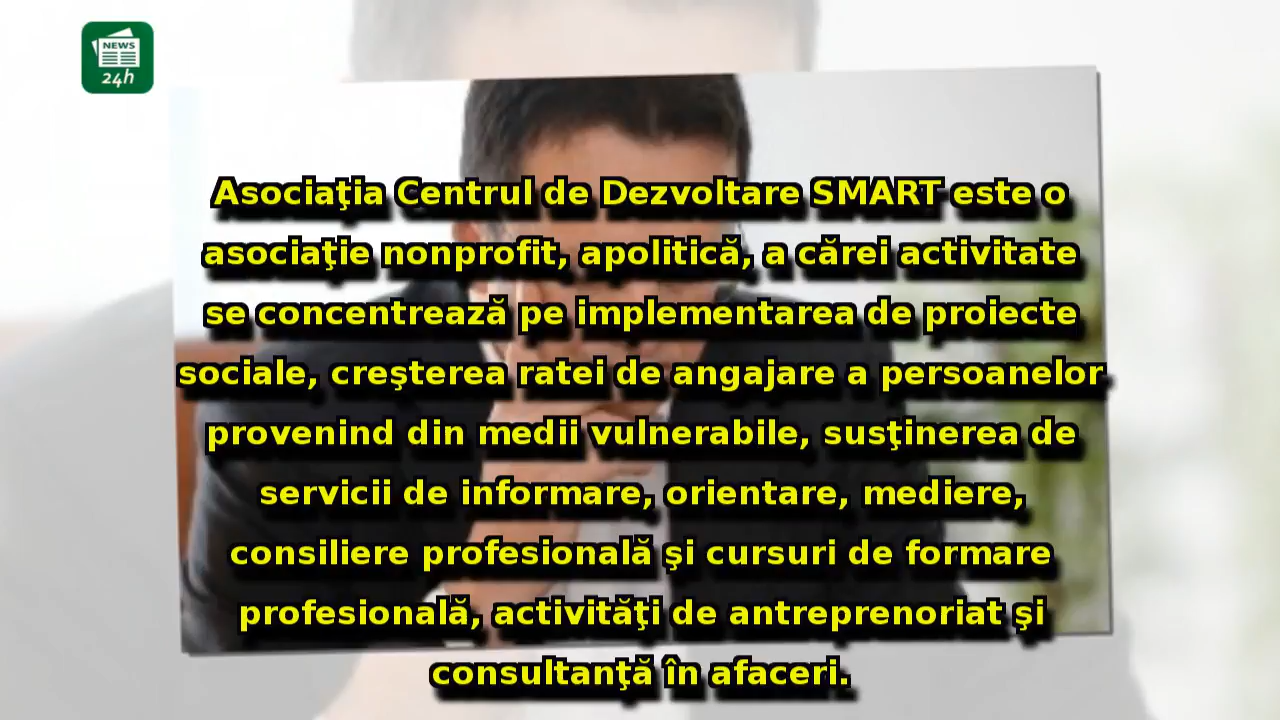 NEWS
24h
Asociaţia Centrul de Dezvoltare SMART este o
asociaţie nonprofit, apolitică, a cărei activitate
se concentrează pe implementarea de proiecte
sociale, creşterea ratei de angajare a persoanelor
provenind din medii vulnerabile, susţinerea de
servicii de informare, orientare, mediere,
consiliere profesională şi cursuri de formare
profesională, activităţi de antreprenoriat şi
consultanţă în afaceri.